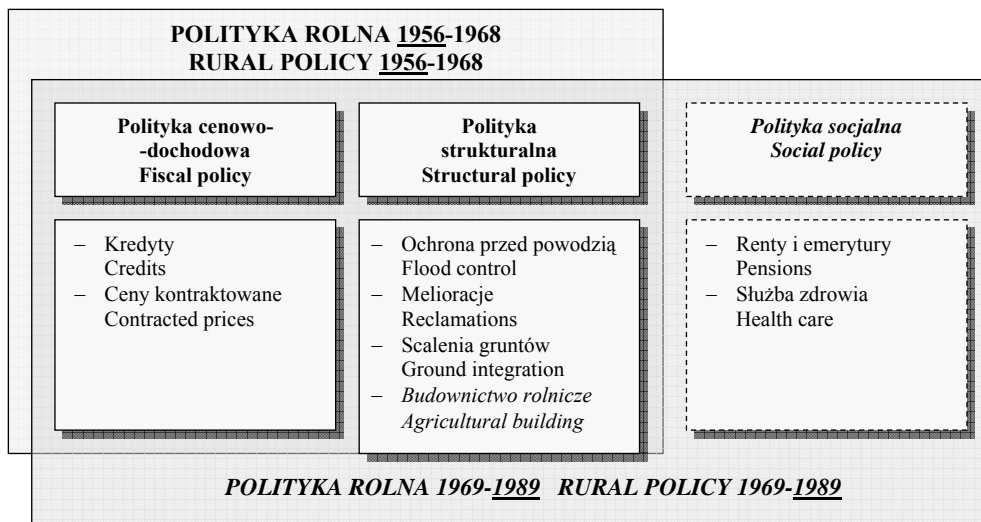 POLITYKA ROLNA 1956-1968
RURAL POLICY 1956-1968
Polityka cenowo-
-dochodowa
Fiscal policy
Polityka
strukturalna
Structural policy
Polityka socjalna
Social policy
– Kredyty
Credits
– Ceny kontraktowane
Contracted prices
– Ochrona przed powodzią
Flood control
– Melioracje
Reclamations
– Scalenia gruntów
Ground integration
– Budownictwo rolnicze
Agricultural building
– Renty i emerytury
Pensions
– Służba zdrowia
Health care
POLITYKA ROLNA 1969-1989 RURAL POLICY 1969-1989